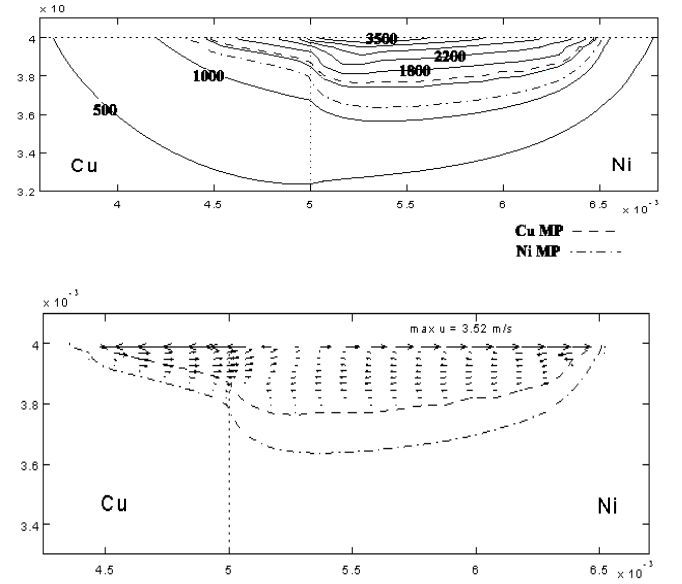 x 10
4
3.8
3.6
3.4
3.2
3500
2200
1800
1000
500
Cu
Ni
4
4.5
5
5.5
6
6.5
x 10⁻³
Cu MP
Ni MP
x 10⁻³
4
3.8
3.6
3.4
max u = 3.52 m/s
Cu
Ni
4.5
5
5.5
6
6.5
x 10⁻³